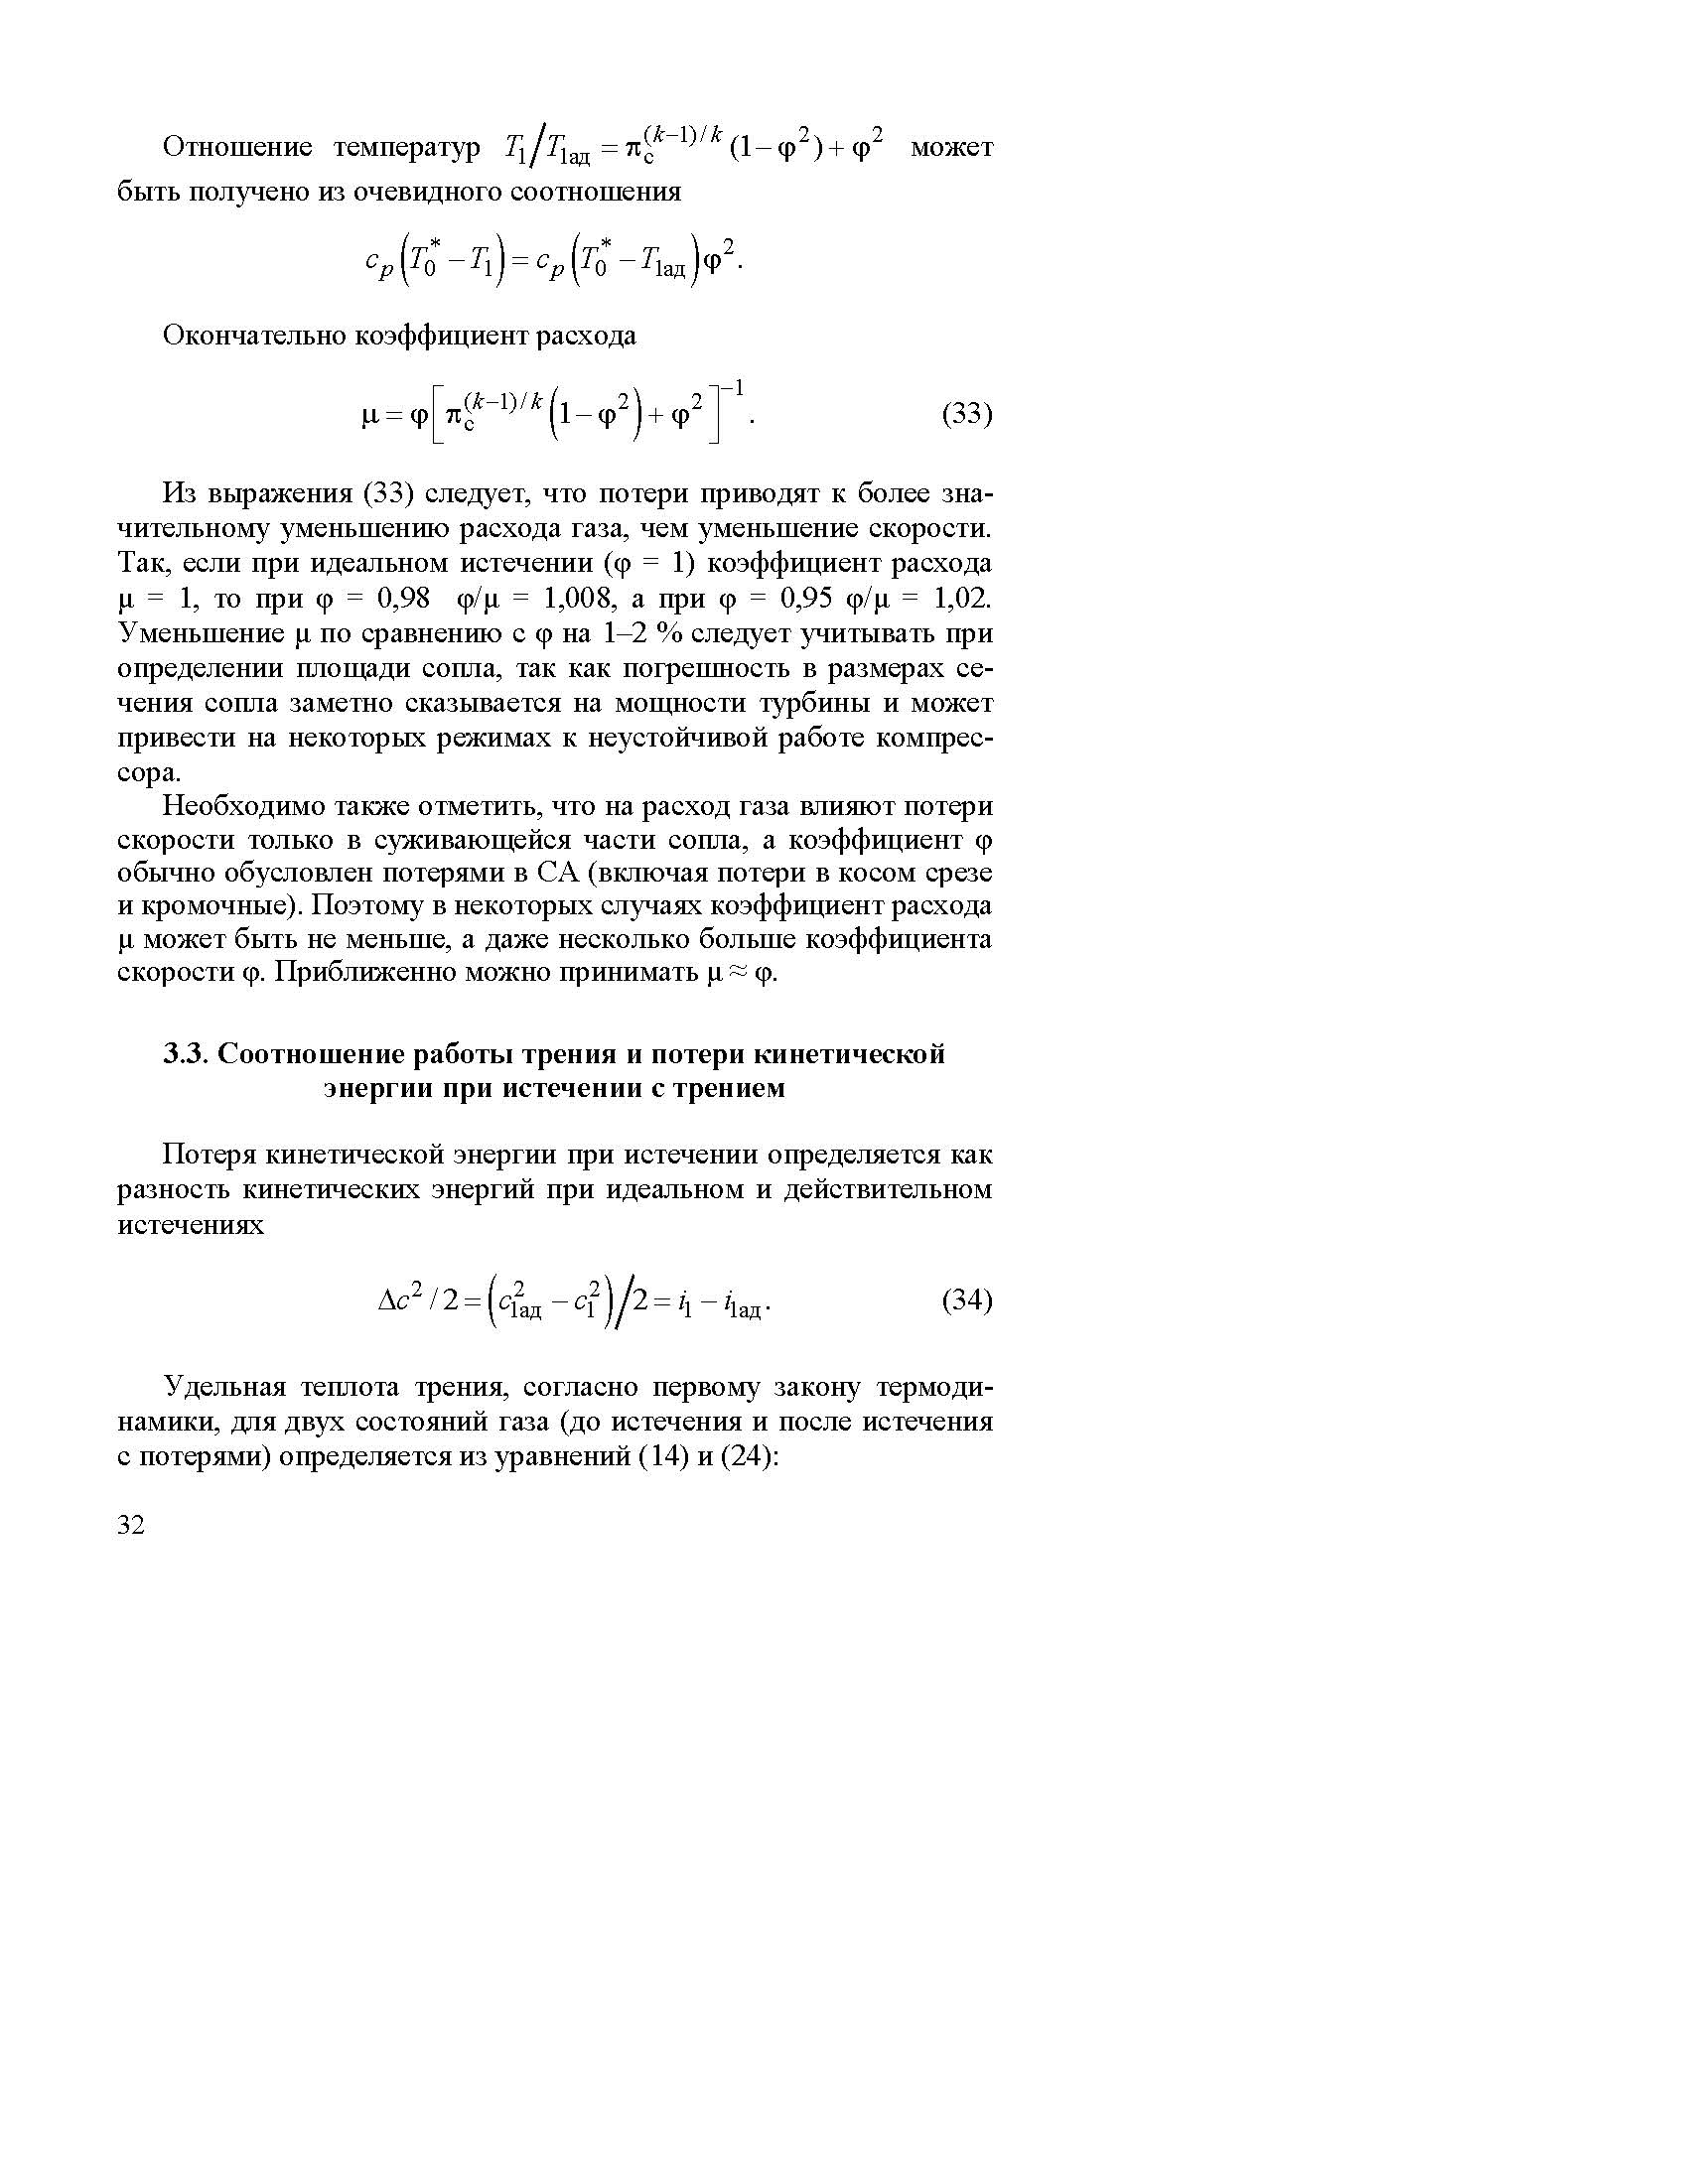 Отношение температур T₁/T₁ад = π_с^((k−1)/k) (1−φ²)+φ² может
быть получено из очевидного соотношения
c_p(T₀* − T₁) = c_p(T₀* − T₁ад)φ².
Окончательно коэффициент расхода
μ = φ[π_с^((k−1)/k)(1−φ²)+φ²]⁻¹. (33)
Из выражения (33) следует, что потери приводят к более зна-
чительному уменьшению расхода газа, чем уменьшение скорости.
Так, если при идеальном истечении (φ = 1) коэффициент расхода
μ = 1, то при φ = 0,98 φ/μ = 1,008, а при φ = 0,95 φ/μ = 1,02.
Уменьшение μ по сравнению с φ на 1–2 % следует учитывать при
определении площади сопла, так как погрешность в размерах се-
чения сопла заметно сказывается на мощности турбины и может
привести на некоторых режимах к неустойчивой работе компрес-
сора.
Необходимо также отметить, что на расход газа влияют потери
скорости только в суживающейся части сопла, а коэффициент φ
обычно обусловлен потерями в СА (включая потери в косом срезе
и кромочные). Поэтому в некоторых случаях коэффициент расхода
μ может быть не меньше, а даже несколько больше коэффициента
скорости φ. Приближенно можно принимать μ ≈ φ.
3.3. Соотношение работы трения и потери кинетической
энергии при истечении с трением
Потеря кинетической энергии при истечении определяется как
разность кинетических энергий при идеальном и действительном
истечениях
Δc²/2 = (c²₁ад − c₁²)/2 = i₁ − i₁ад. (34)
Удельная теплота трения, согласно первому закону термоди-
намики, для двух состояний газа (до истечения и после истечения
с потерями) определяется из уравнений (14) и (24):
32